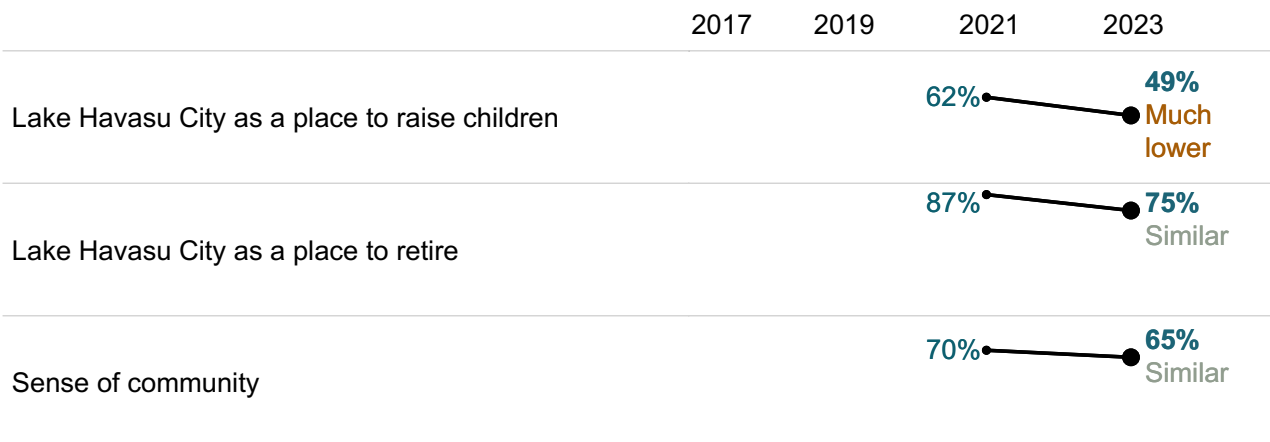 2017 2019 2021 2023
Lake Havasu City as a place to raise children
62%
49%
Much
lower
Lake Havasu City as a place to retire
87%
75%
Similar
Sense of community
70%
65%
Similar